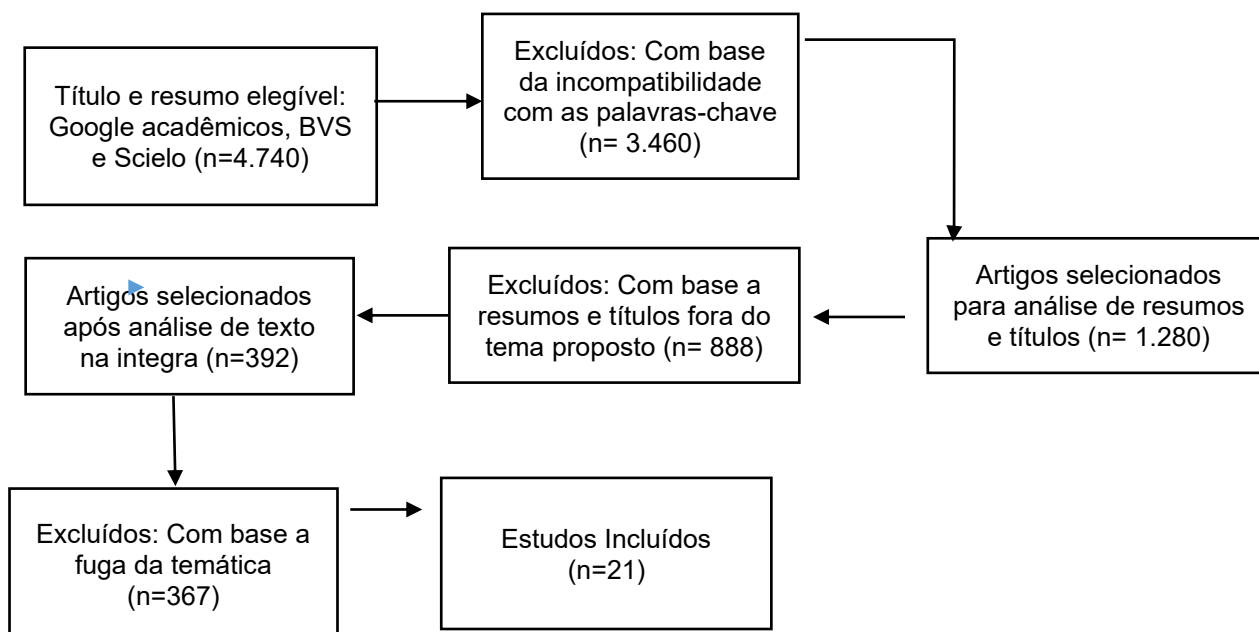 Título e resumo elegível:
Google acadêmicos, BVS
e Scielo (n=4.740)
Excluídos: Com base
da incompatibilidade
com as palavras-chave
(n= 3.460)
Artigos selecionados
para análise de resumos
e títulos (n= 1.280)
Excluídos: Com base a
resumos e títulos fora do
tema proposto (n= 888)
Artigos selecionados
após análise de texto
na integra (n=392)
Excluídos: Com base a
fuga da temática
(n=367)
Estudos Incluídos
(n=21)